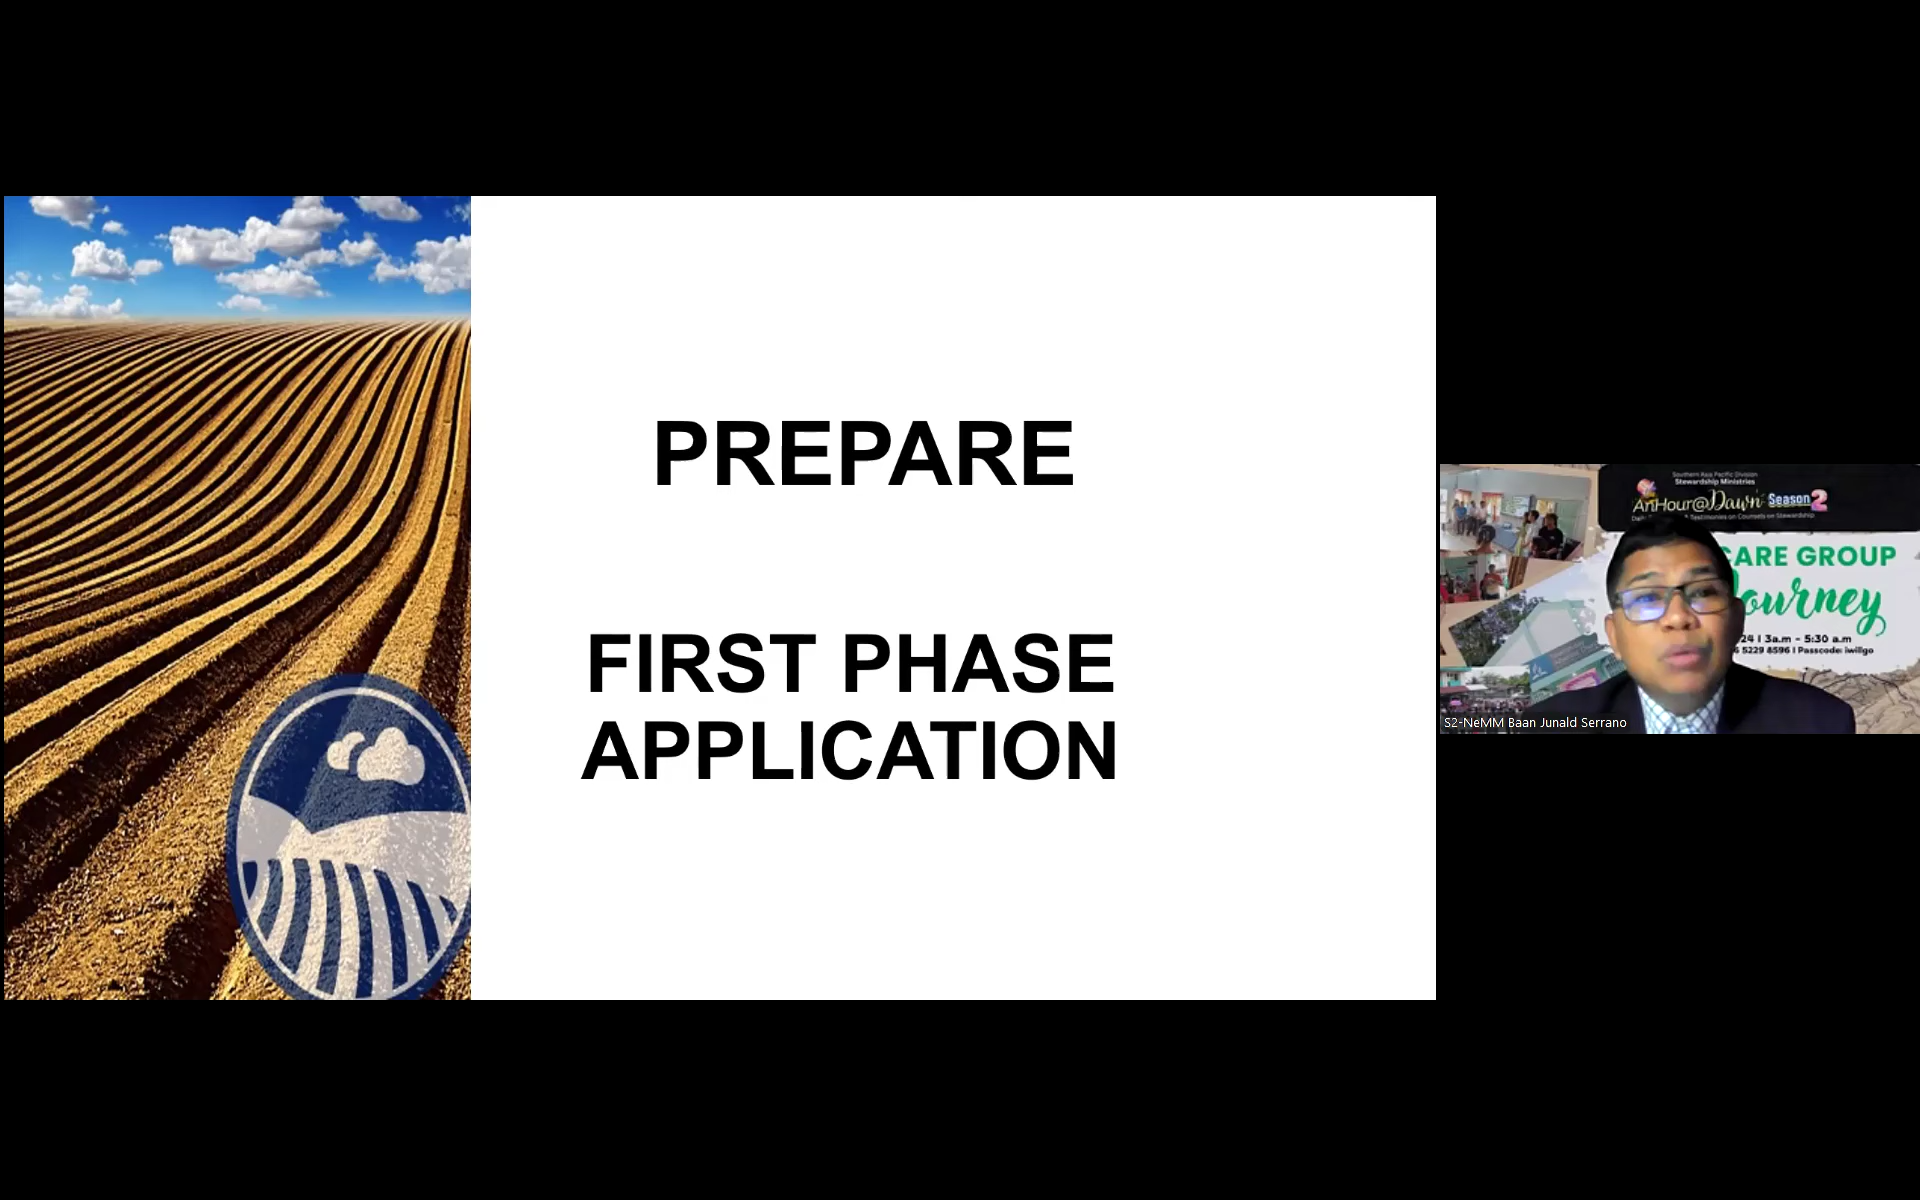 PREPARE
FIRST PHASE
APPLICATION
Southern Asia Pacific Division
Stewardship Ministries
AnHour@Dawn Season 2
Testimonies on Counsels on Stewardship
CARE GROUP
Journey
24 I 3a.m - 5:30 a.m
5229 8596 I Passcode: iwillgo
S2-NeMM Baan Junald Serrano